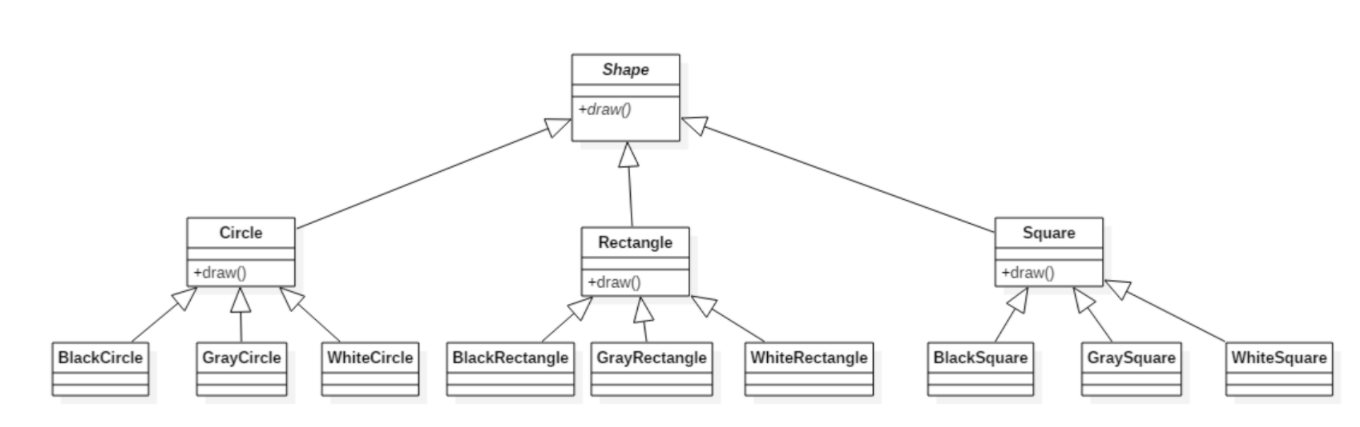 Shape
+draw()
Circle
+draw()
Rectangle
+draw()
Square
+draw()
BlackCircle
GrayCircle
WhiteCircle
BlackRectangle
GrayRectangle
WhiteRectangle
BlackSquare
GraySquare
WhiteSquare